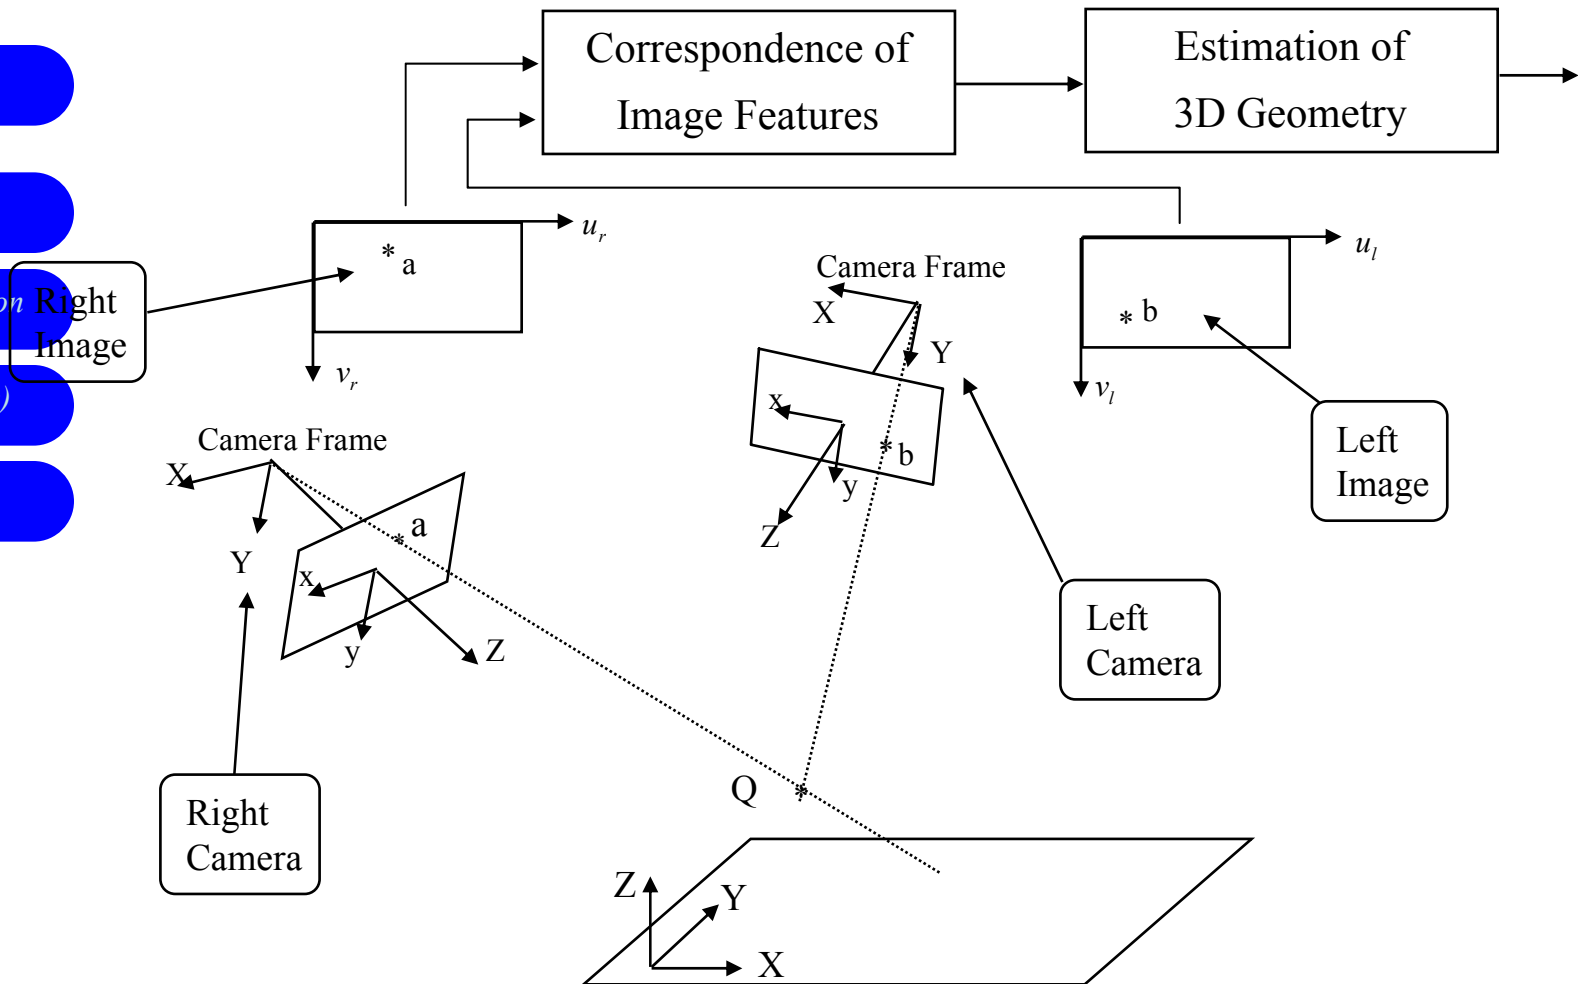 Correspondence of
Image Features
Estimation of
3D Geometry
u_r
* a
v_r
on
Right
Image
)
Camera Frame
X
Y
x
y
Z
* b
u_l
* b
v_l
Left
Image
Camera Frame
X
Y
x
y
Z
* a
Left
Camera
Right
Camera
Q
*
Z
Y
X